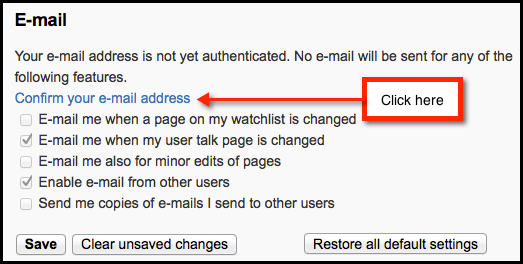 E-mail
Your e-mail address is not yet authenticated. No e-mail will be sent for any of the
following features.
Confirm your e-mail address
Click here
E-mail me when a page on my watchlist is changed
E-mail me when my user talk page is changed
E-mail me also for minor edits of pages
Enable e-mail from other users
Send me copies of e-mails I send to other users
Save Clear unsaved changes Restore all default settings